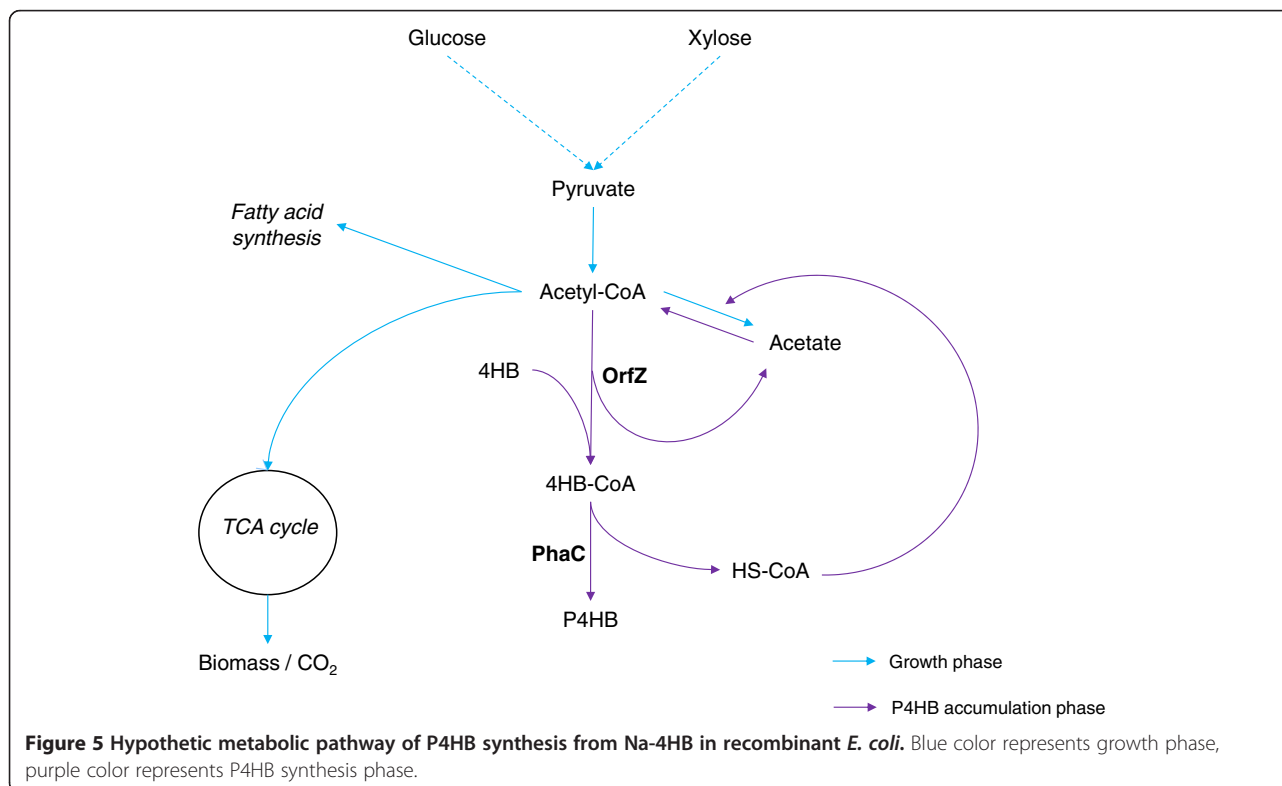 Glucose
Xylose
Pyruvate
Fatty acid
synthesis
Acetyl-CoA
Acetate
4HB
OrfZ
4HB-CoA
TCA cycle
PhaC
HS-CoA
P4HB
Biomass / CO₂
Growth phase
P4HB accumulation phase
Figure 5 Hypothetic metabolic pathway of P4HB synthesis from Na-4HB in recombinant E. coli. Blue color represents growth phase,
purple color represents P4HB synthesis phase.